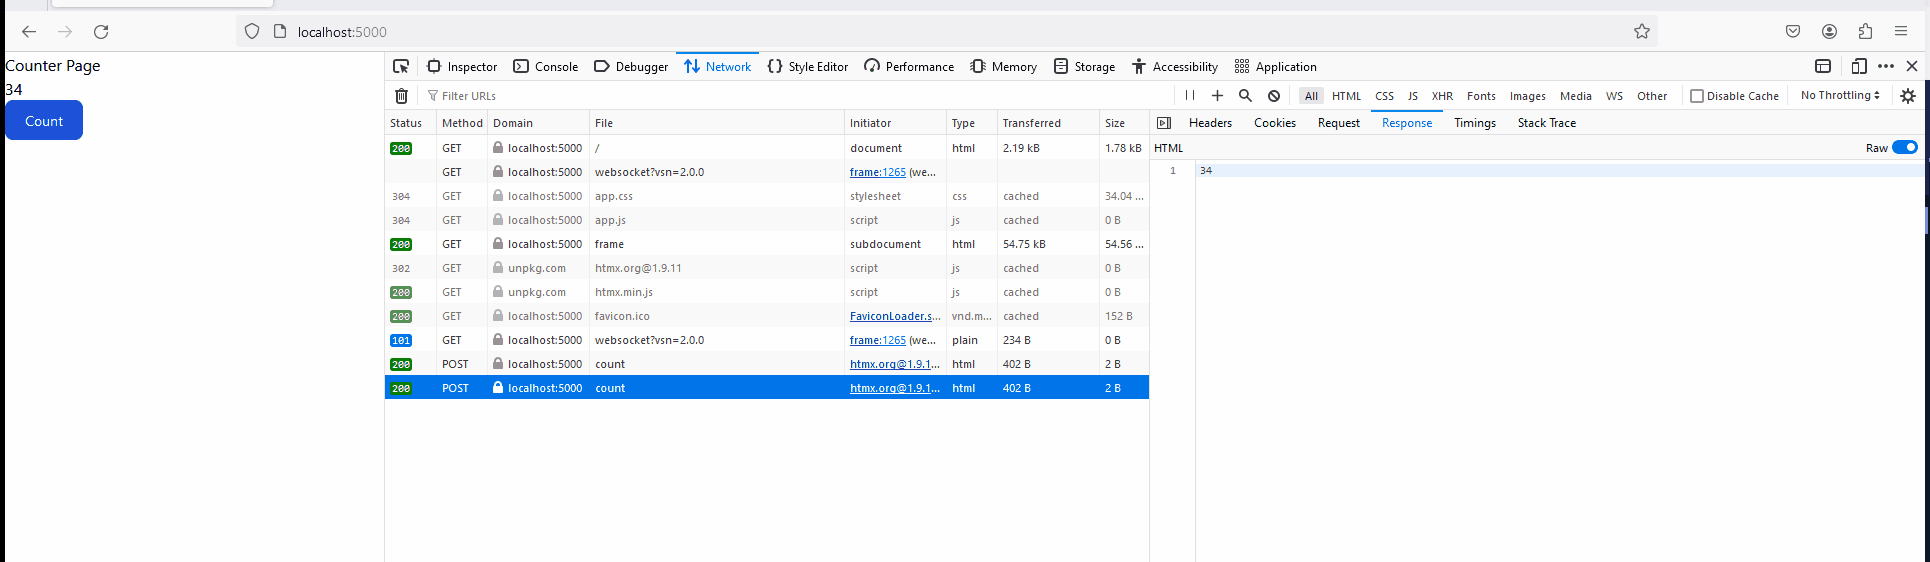 localhost:5000
Counter Page
34
Count
Inspector Console Debugger Network Style Editor Performance Memory Storage Accessibility Application
Filter URLs All HTML CSS JS XHR Fonts Images Media WS Other Disable Cache No Throttling
Status Method Domain File Initiator Type Transferred Size
200 GET localhost:5000 / document html 2.19 kB 1.78 kB
GET localhost:5000 websocket?vsn=2.0.0 frame:1265 (we...
304 GET localhost:5000 app.css stylesheet css cached 34.04 ...
304 GET localhost:5000 app.js script js cached 0 B
200 GET localhost:5000 frame subdocument html 54.75 kB 54.56 ...
302 GET unpkg.com htmx.org@1.9.11 script js cached 0 B
200 GET unpkg.com htmx.min.js script js cached 0 B
200 GET localhost:5000 favicon.ico FaviconLoader.s... vnd.m... cached 152 B
101 GET localhost:5000 websocket?vsn=2.0.0 frame:1265 (we... plain 234 B 0 B
200 POST localhost:5000 count htmx.org@1.9.1... html 402 B 2 B
200 POST localhost:5000 count htmx.org@1.9.1... html 402 B 2 B
Headers Cookies Request Response Timings Stack Trace
HTML Raw
1 34